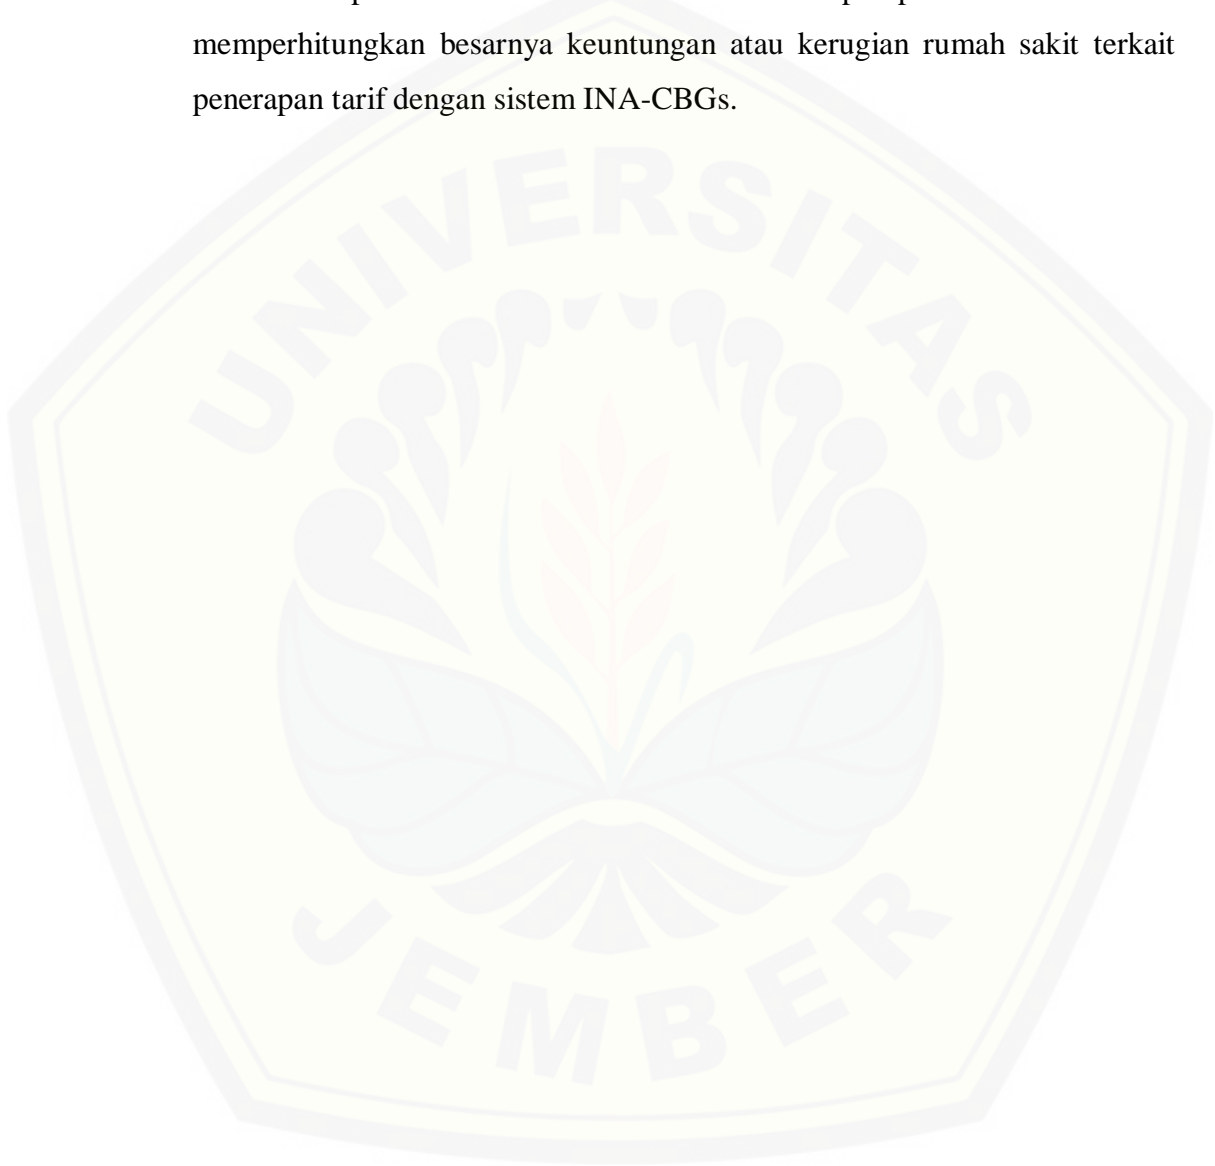 memperhitungkan besarnya keuntungan atau kerugian rumah sakit terkait
penerapan tarif dengan sistem INA-CBGs.
UNIVERSITAS
JEMBER